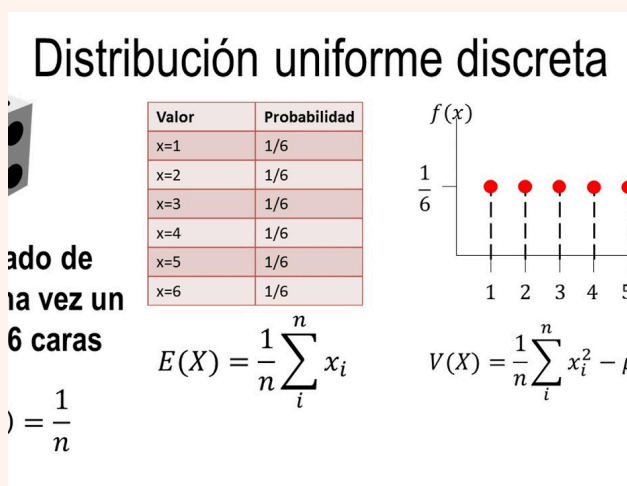 Distribución uniforme discreta
Valor Probabilidad
x=1 1/6
x=2 1/6
x=3 1/6
x=4 1/6
x=5 1/6
x=6 1/6
f(x)
1/6
1 2 3 4
de
vez un
6 caras
E(X) = 1/n ∑_i^n x_i
V(X) = 1/n ∑_i^n x_i^2 −
) = 1/n